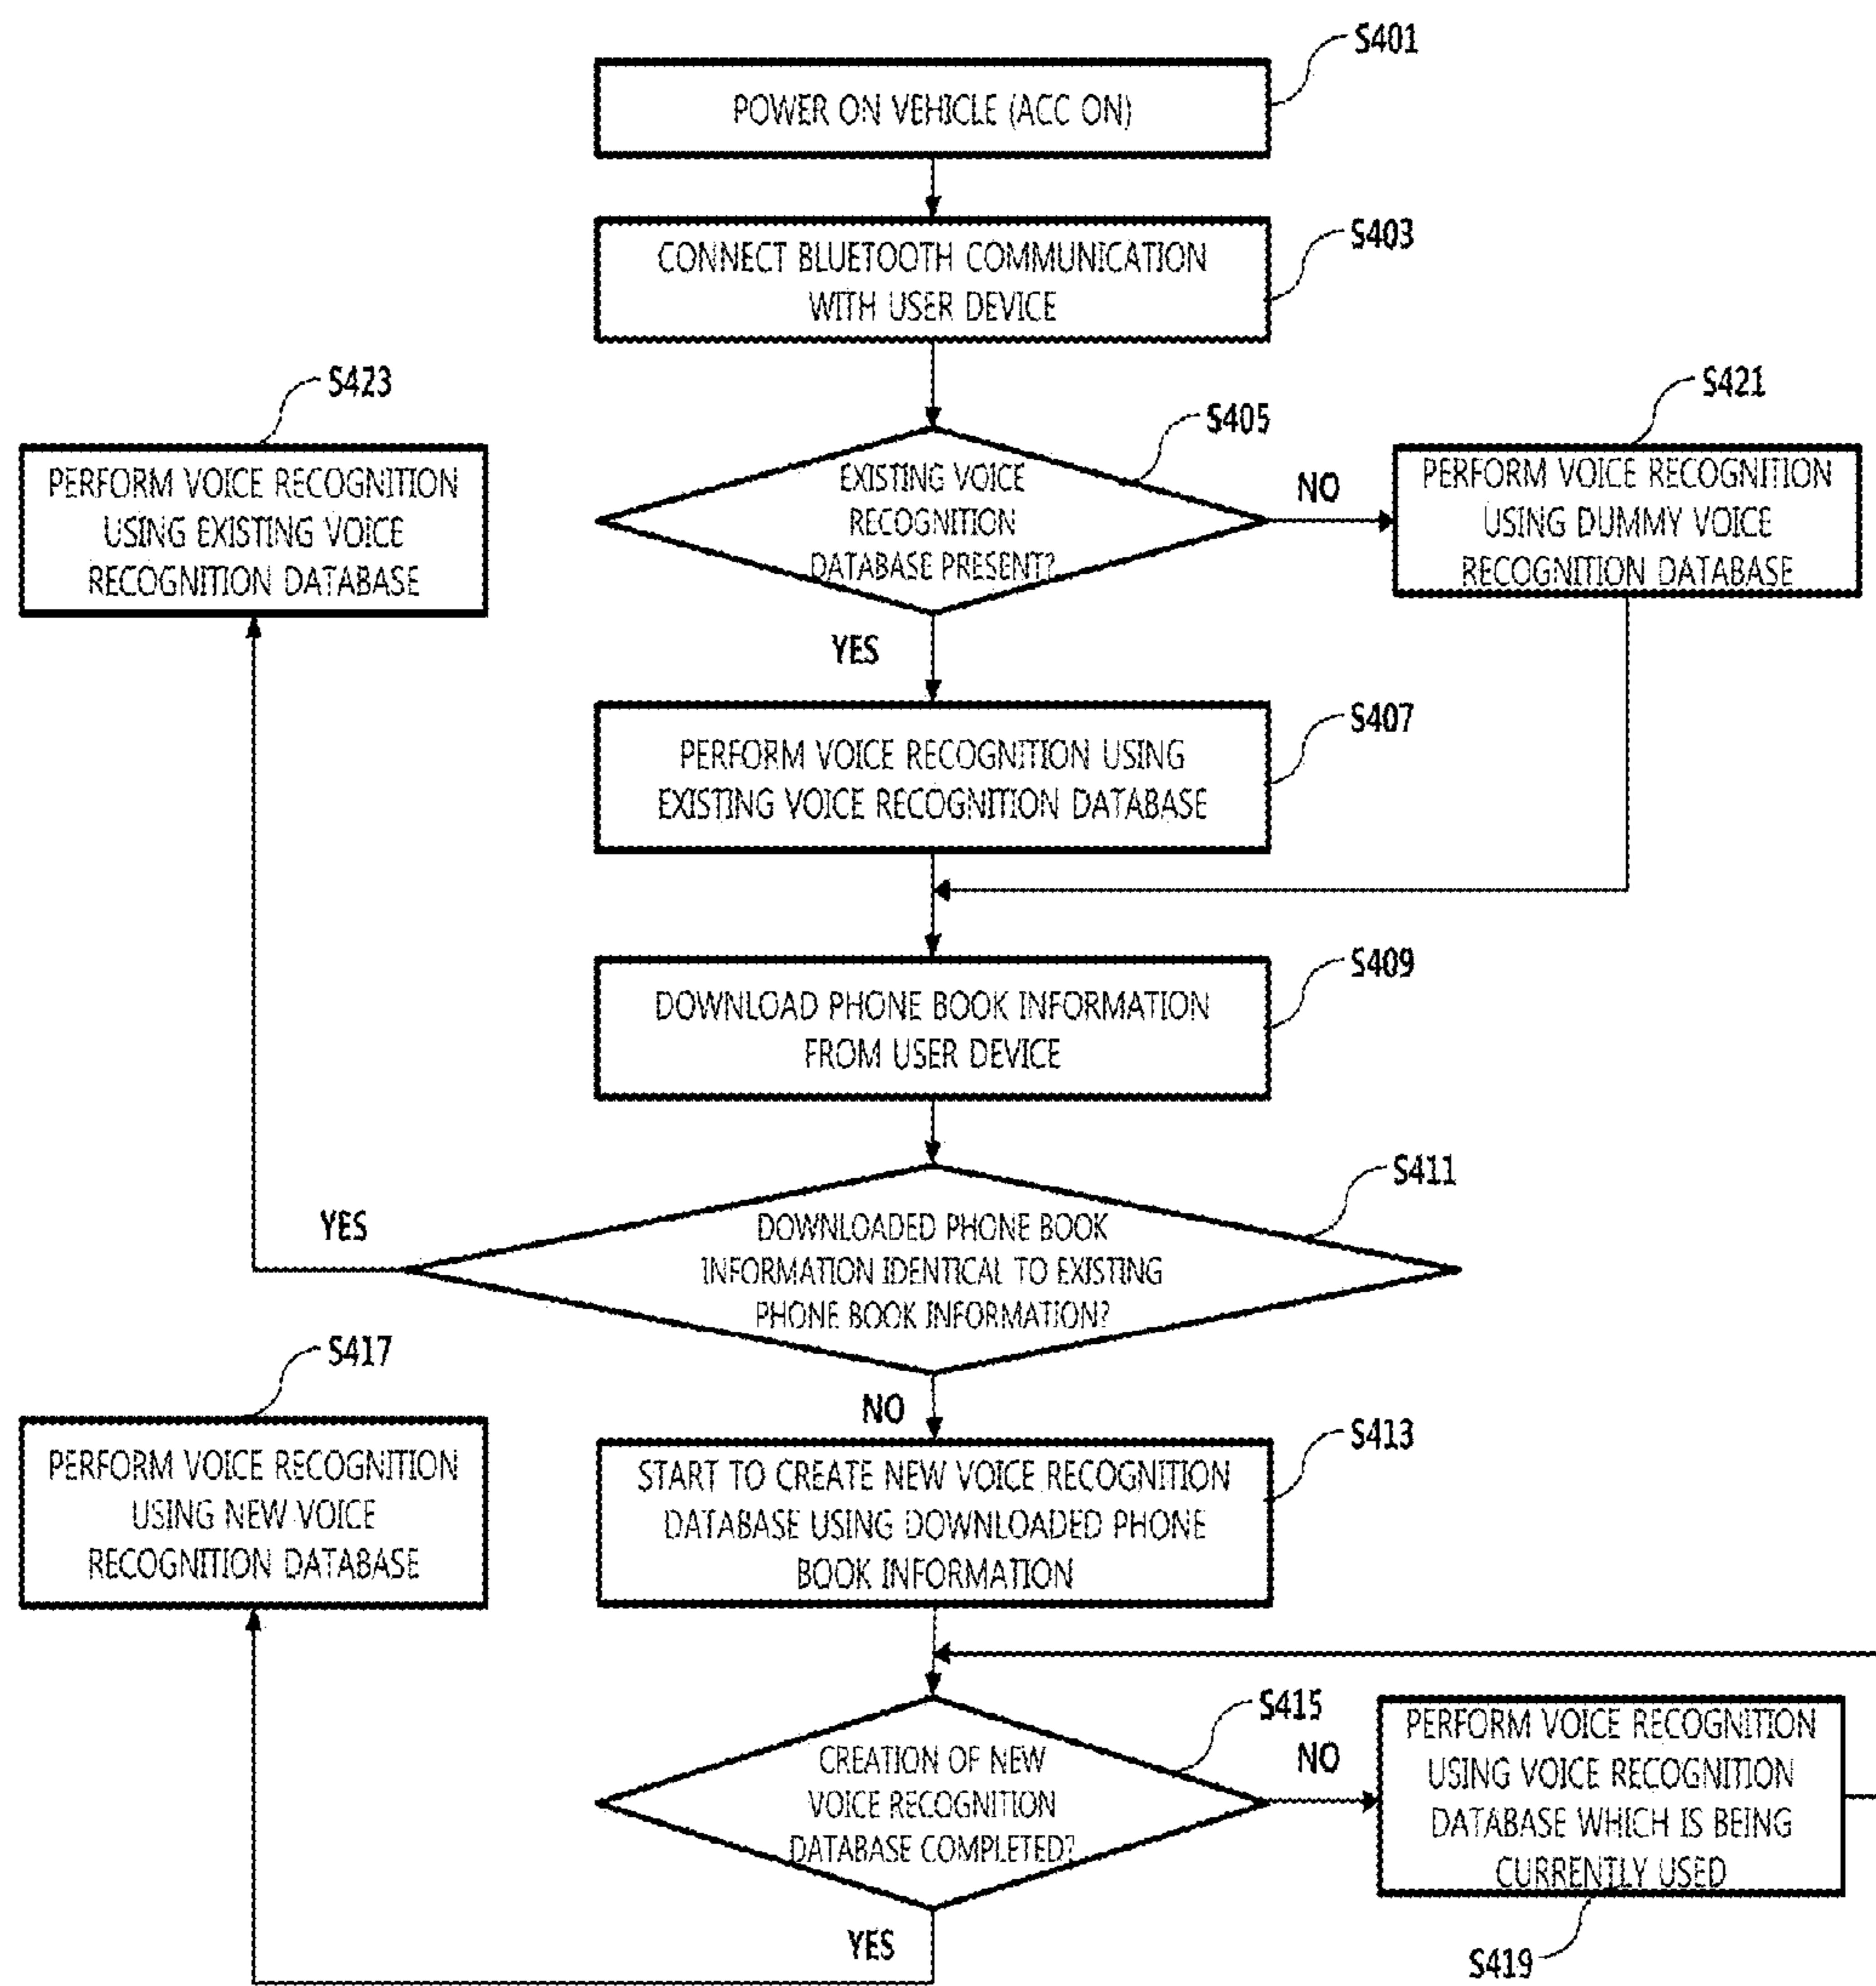 S401
POWER ON VEHICLE (ACC ON)
S403
CONNECT BLUETOOTH COMMUNICATION
WITH USER DEVICE
S405
EXISTING VOICE
RECOGNITION
DATABASE PRESENT?
NO
YES
S421
PERFORM VOICE RECOGNITION
USING DUMMY VOICE
RECOGNITION DATABASE
S423
PERFORM VOICE RECOGNITION
USING EXISTING VOICE
RECOGNITION DATABASE
S407
PERFORM VOICE RECOGNITION USING
EXISTING VOICE RECOGNITION DATABASE
S409
DOWNLOAD PHONE BOOK INFORMATION
FROM USER DEVICE
S411
DOWNLOADED PHONE BOOK
INFORMATION IDENTICAL TO EXISTING
PHONE BOOK INFORMATION?
YES
NO
S413
START TO CREATE NEW VOICE RECOGNITION
DATABASE USING DOWNLOADED PHONE
BOOK INFORMATION
S417
PERFORM VOICE RECOGNITION
USING NEW VOICE
RECOGNITION DATABASE
S415
CREATION OF NEW
VOICE RECOGNITION
DATABASE COMPLETED?
NO
YES
PERFORM VOICE RECOGNITION
USING VOICE RECOGNITION
DATABASE WHICH IS BEING
CURRENTLY USED
S419